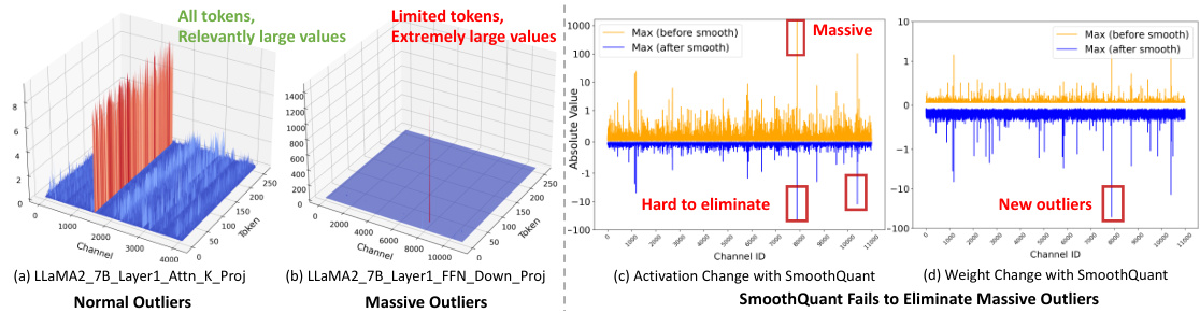 All tokens,
Relevantly large values
8
6
4
2
0
0
1000
2000
3000
4000
Channel
0
50
100
150
200
250
Token
(a) LLaMA2_7B_Layer1_Attn_K_Proj
Normal Outliers
Limited tokens,
Extremely large values
1400
1200
1000
800
600
400
200
0
0
2000
4000
6000
8000
10000
Channel
0
50
100
150
200
250
Token
(b) LLaMA2_7B_Layer1_FFN_Down_Proj
Massive Outliers
Max (before smooth)
Max (after smooth)
Massive
Hard to eliminate
Absolute Value
1000
100
10
1
0
-1
-10
-100
0
1000
2000
3000
4000
5000
6000
7000
8000
9000
10000
11000
Channel ID
(c) Activation Change with SmoothQuant
Max (before smooth)
Max (after smooth)
New outliers
10
1
0
-1
-10
-100
0
1000
2000
3000
4000
5000
6000
7000
8000
9000
10000
11000
Channel ID
(d) Weight Change with SmoothQuant
SmoothQuant Fails to Eliminate Massive Outliers